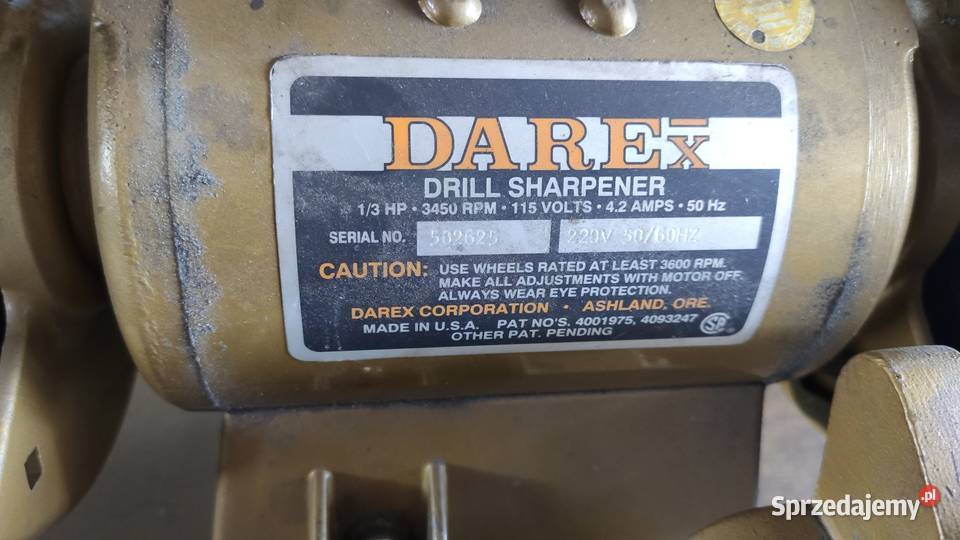 DAREX
DRILL SHARPENER
1/3 HP • 3450 RPM • 115 VOLTS • 4.2 AMPS • 50 Hz
SERIAL NO. 502625 220V 50/60HZ
CAUTION: USE WHEELS RATED AT LEAST 3600 RPM.
MAKE ALL ADJUSTMENTS WITH MOTOR OFF.
ALWAYS WEAR EYE PROTECTION.
DAREX CORPORATION • ASHLAND, ORE.
MADE IN U.S.A. PAT NO'S. 4001975, 4093247
OTHER PAT. PENDING
Sprzedajemy.pl